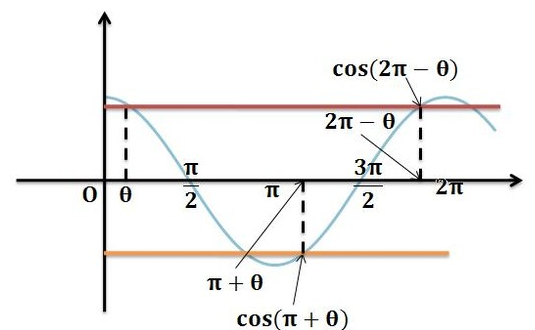 cos(2π − θ)
2π − θ
O
θ
π/2
π
3π/2
2π
π + θ
cos(π + θ)